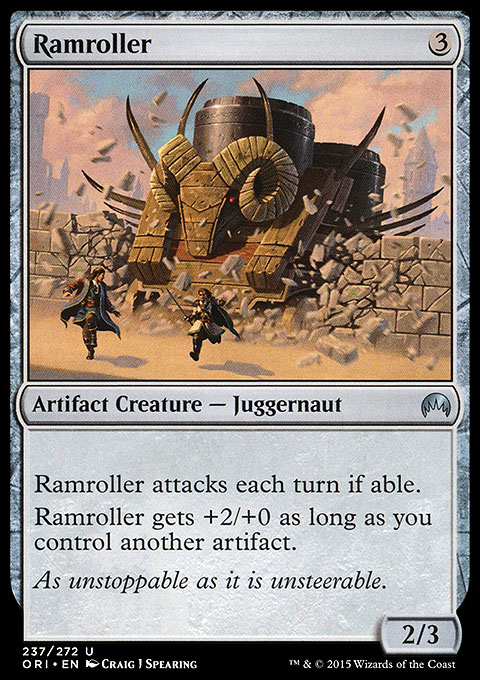 Ramroller 3
Artifact Creature — Juggernaut
Ramroller attacks each turn if able.
Ramroller gets +2/+0 as long as you
control another artifact.
As unstoppable as it is unsteerable.
2/3
237/272 U
ORI • EN Craig J Spearing ™ & © 2015 Wizards of the Coast